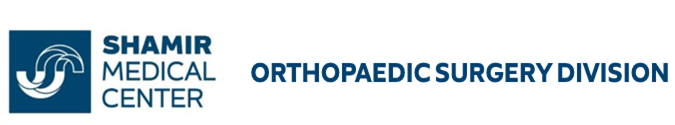 SHAMIR
MEDICAL
CENTER
ORTHOPAEDIC SURGERY DIVISION